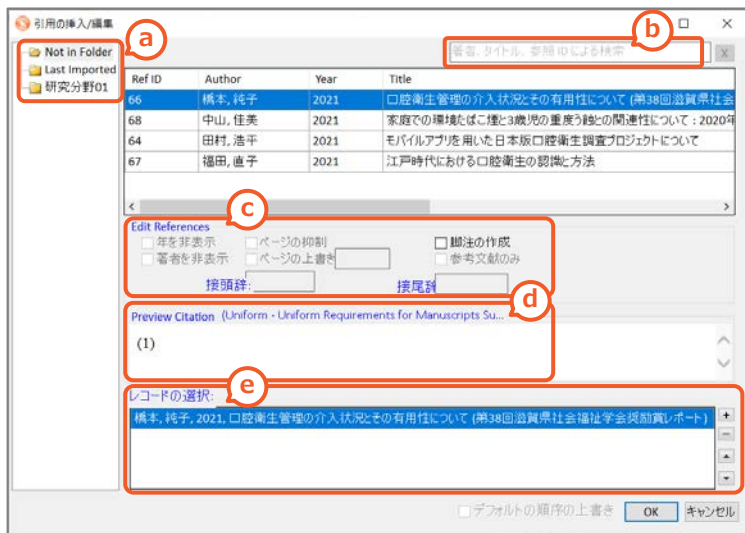 引用の挿入/編集
a
b
Not in Folder
Last Imported
研究分野01
著者、タイトル、参照IDによる検索
x
Ref ID Author Year Title
66 橋本, 純子 2021 口腔衛生管理の介入状況とその有用性について (第38回滋賀県社会
68 中山, 佳美 2021 家庭での環境たばこ煙と3歳児の重度う蝕との関連性について : 2020年
64 田村, 浩平 2021 モバイルアプリを用いた日本版口腔衛生調査プロジェクトについて
67 福田, 直子 2021 江戸時代における口腔衛生の認識と方法
c
Edit References
年を非表示 ページの抑制 脚注の作成
著者を非表示 ページの上書き 参考文献のみ
接頭辞: 接尾辞
d
Preview Citation (Uniform - Uniform Requirements for Manuscripts Su...
(1)
e
レコードの選択:
橋本, 純子, 2021, 口腔衛生管理の介入状況とその有用性について (第38回滋賀県社会福祉学会奨励賞レポート)
デフォルトの順序の上書き OK キャンセル